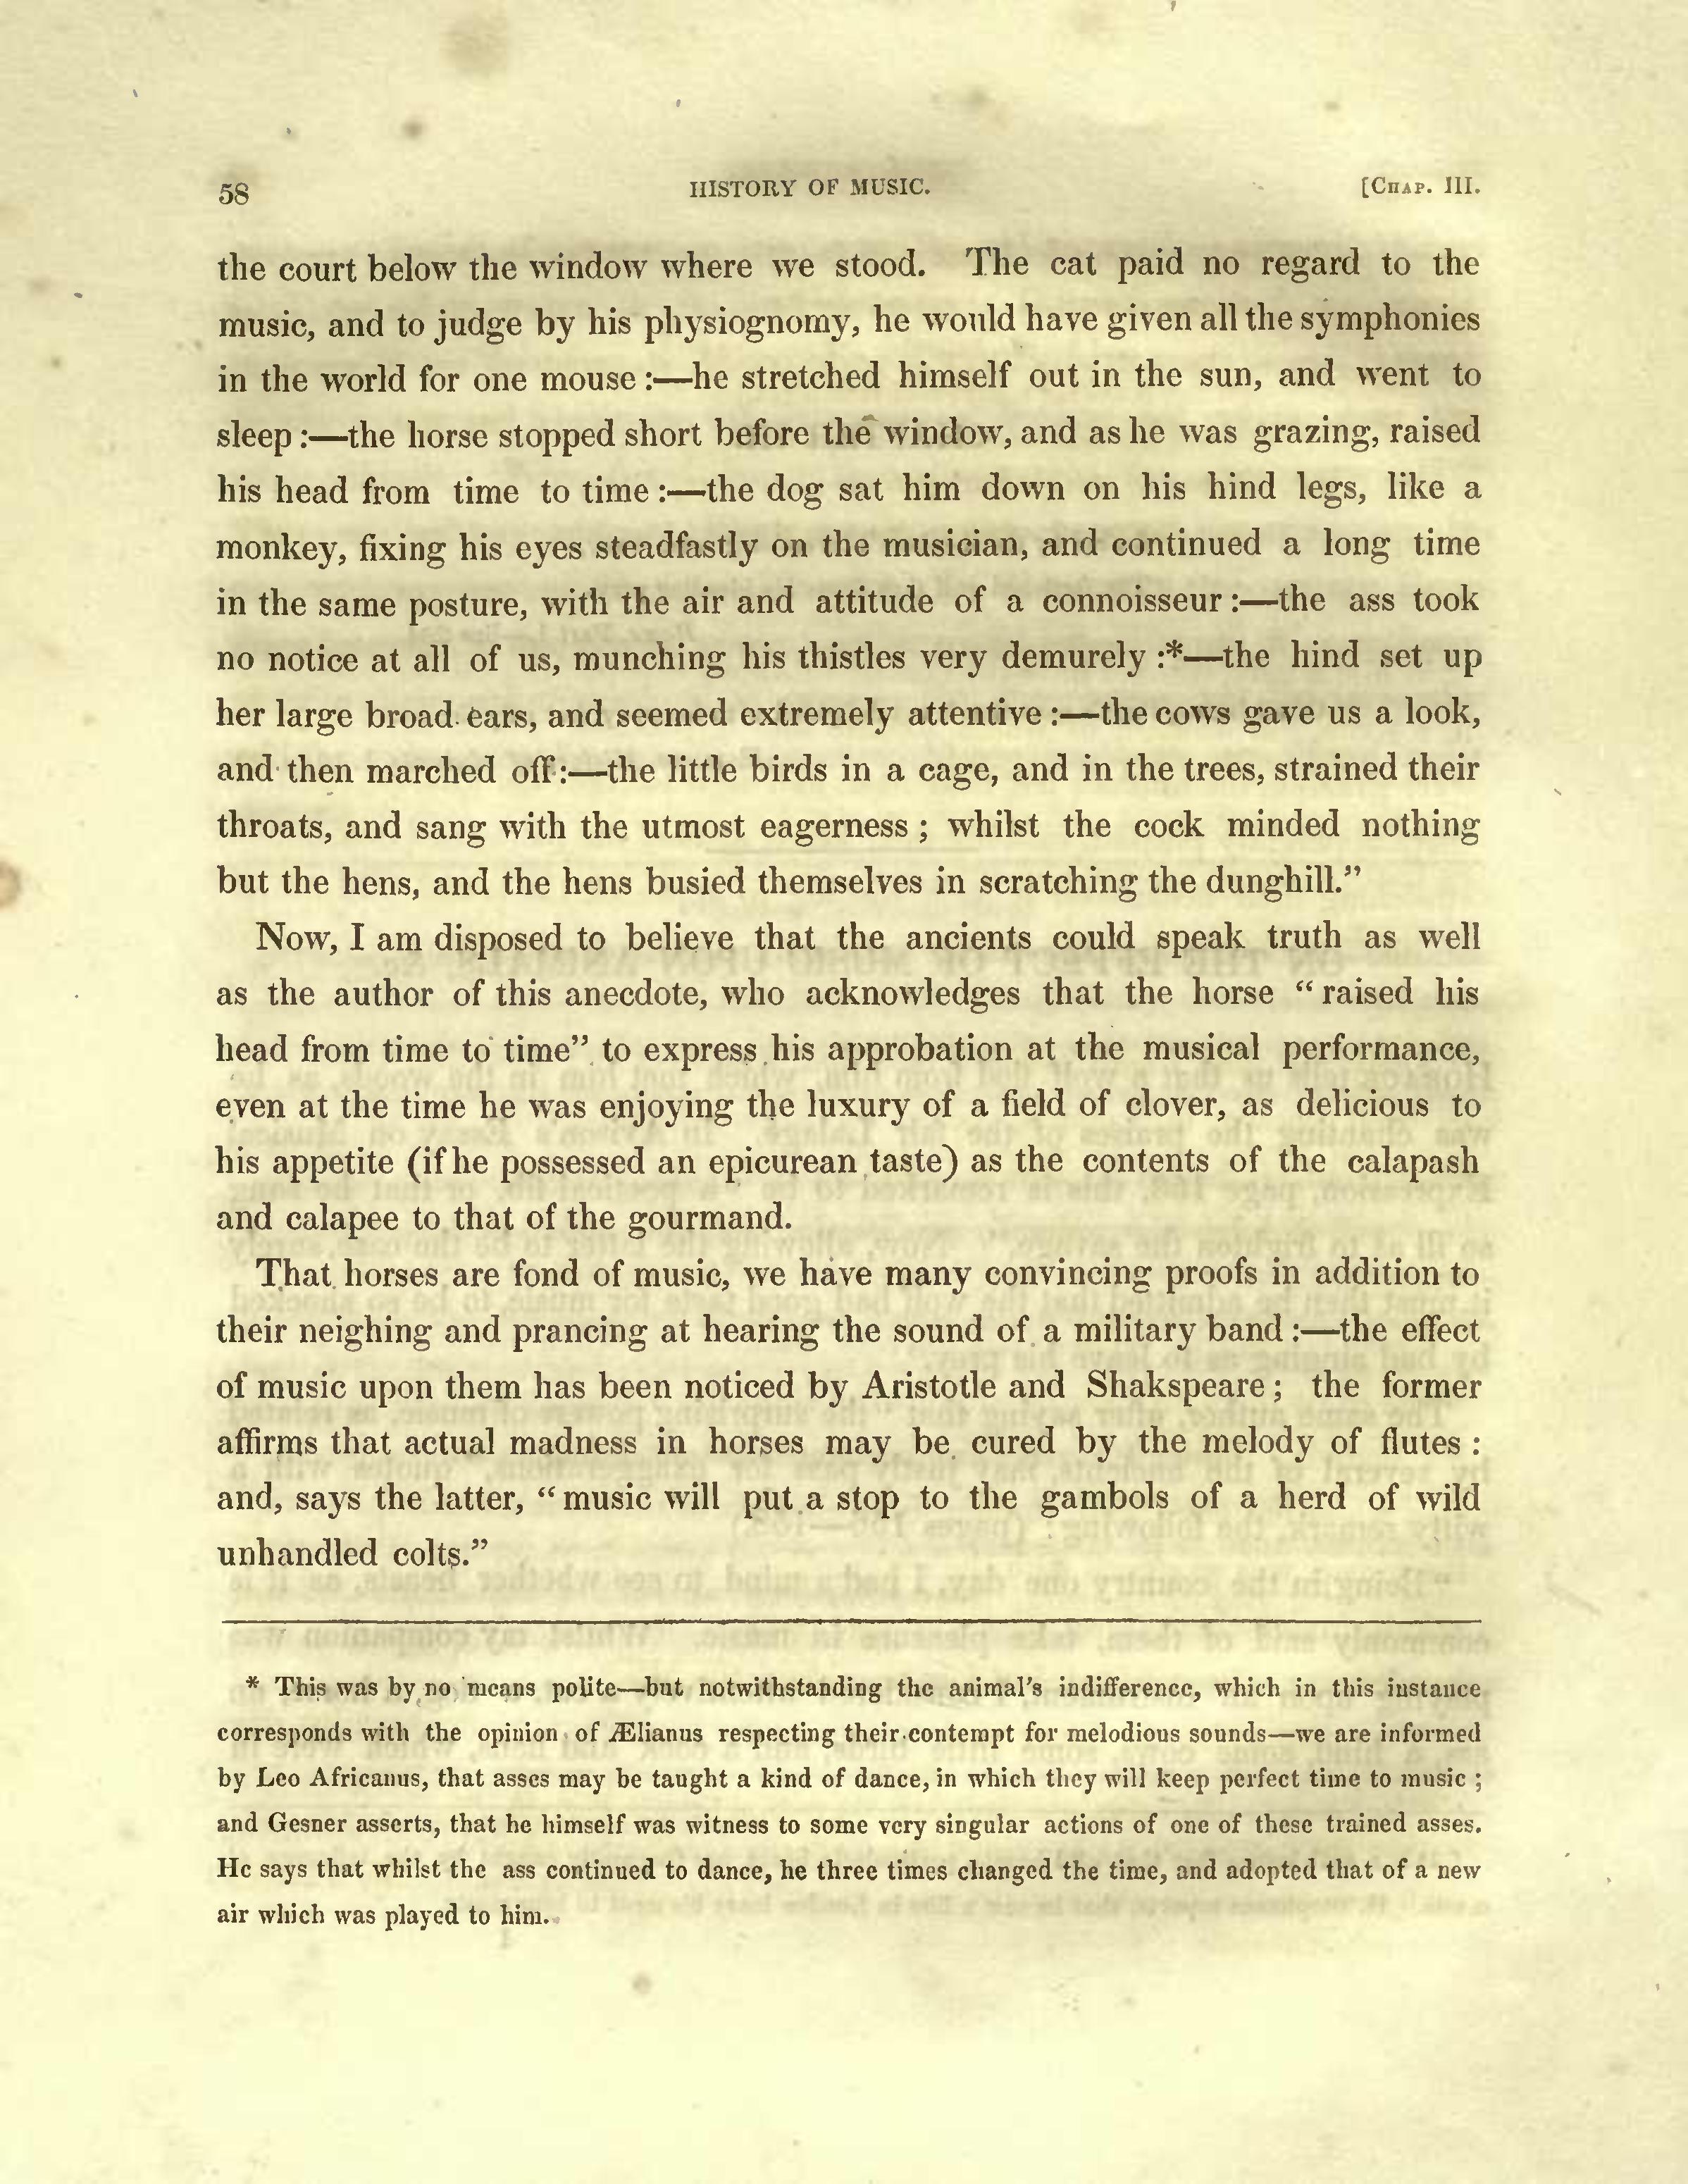 58 HISTORY OF MUSIC. [CHAP. III.
the court below the window where we stood. The cat paid no regard to the
music, and to judge by his physiognomy, he would have given all the symphonies
in the world for one mouse :—he stretched himself out in the sun, and went to
sleep :—the horse stopped short before the window, and as he was grazing, raised
his head from time to time :—the dog sat him down on his hind legs, like a
monkey, fixing his eyes steadfastly on the musician, and continued a long time
in the same posture, with the air and attitude of a connoisseur :—the ass took
no notice at all of us, munching his thistles very demurely :*—the hind set up
her large broad ears, and seemed extremely attentive :—the cows gave us a look,
and then marched off :—the little birds in a cage, and in the trees, strained their
throats, and sang with the utmost eagerness ; whilst the cock minded nothing
but the hens, and the hens busied themselves in scratching the dunghill.”
Now, I am disposed to believe that the ancients could speak truth as well
as the author of this anecdote, who acknowledges that the horse “ raised his
head from time to time” to express his approbation at the musical performance,
even at the time he was enjoying the luxury of a field of clover, as delicious to
his appetite (if he possessed an epicurean taste) as the contents of the calapash
and calapee to that of the gourmand.
That horses are fond of music, we have many convincing proofs in addition to
their neighing and prancing at hearing the sound of a military band :—the effect
of music upon them has been noticed by Aristotle and Shakspeare ; the former
affirms that actual madness in horses may be cured by the melody of flutes :
and, says the latter, “ music will put a stop to the gambols of a herd of wild
unhandled colts.”
* This was by no means polite—but notwithstanding the animal’s indifference, which in this instance
corresponds with the opinion of Ælianus respecting their contempt for melodious sounds—we are informed
by Leo Africanus, that asses may be taught a kind of dance, in which they will keep perfect time to music ;
and Gesner asserts, that he himself was witness to some very singular actions of one of these trained asses.
He says that whilst the ass continued to dance, he three times changed the time, and adopted that of a new
air which was played to him.